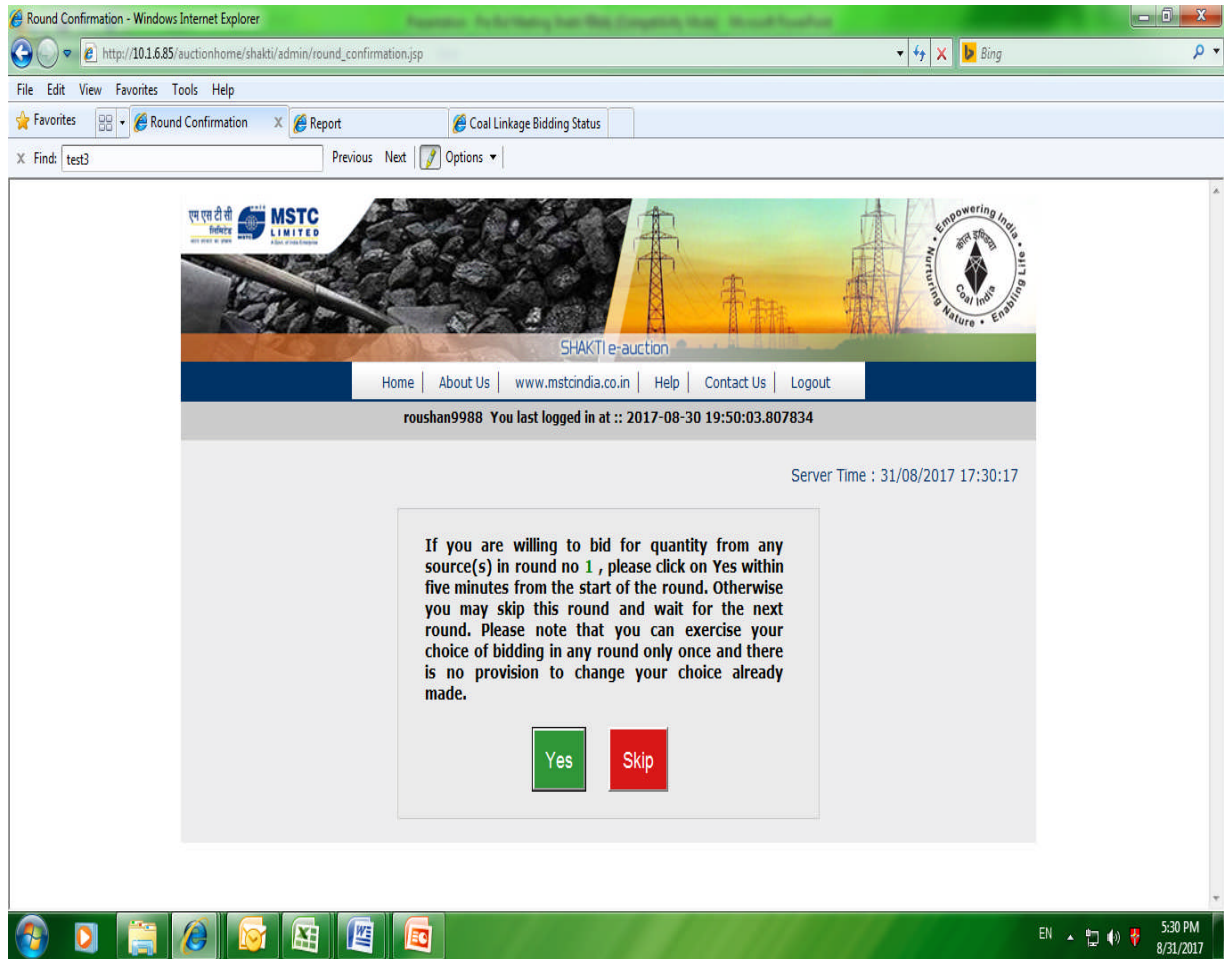 Round Confirmation - Windows Internet Explorer
http://10.1.6.85/auctionhome/shakti/admin/round_confirmation.jsp
Bing
File Edit View Favorites Tools Help
Favorites
Round Confirmation X
Report
Coal Linkage Bidding Status
X Find: test3 Previous Next Options
एम एस टी सी
लिमिटेड
MSTC
LIMITED
Empowering India • Enabling Life • Nurturing Nature •
कोल इण्डिया
Coal India
SHAKTI e-auction
Home | About Us | www.mstcindia.co.in | Help | Contact Us | Logout
roushan9988 You last logged in at :: 2017-08-30 19:50:03.807834
Server Time : 31/08/2017 17:30:17
If you are willing to bid for quantity from any
source(s) in round no 1 , please click on Yes within
five minutes from the start of the round. Otherwise
you may skip this round and wait for the next
round. Please note that you can exercise your
choice of bidding in any round only once and there
is no provision to change your choice already
made.
Yes Skip
EN
5:30 PM
8/31/2017